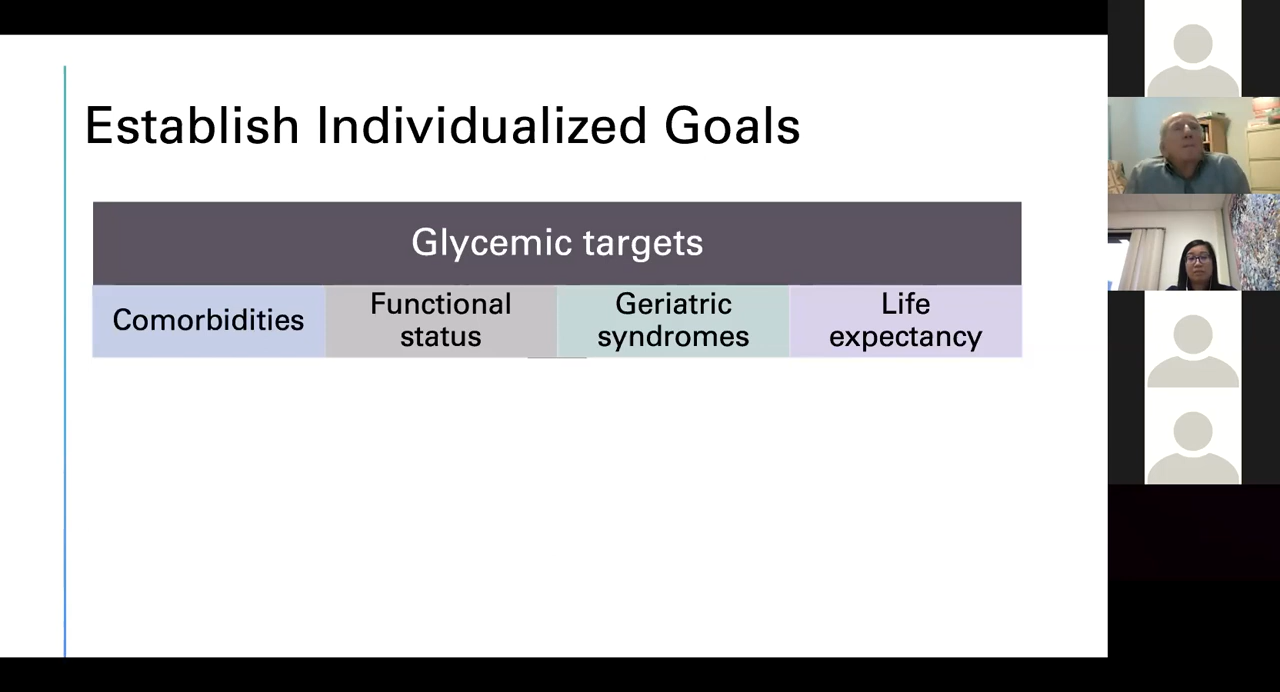 Establish Individualized Goals
Glycemic targets
Comorbidities
Functional
status
Geriatric
syndromes
Life
expectancy